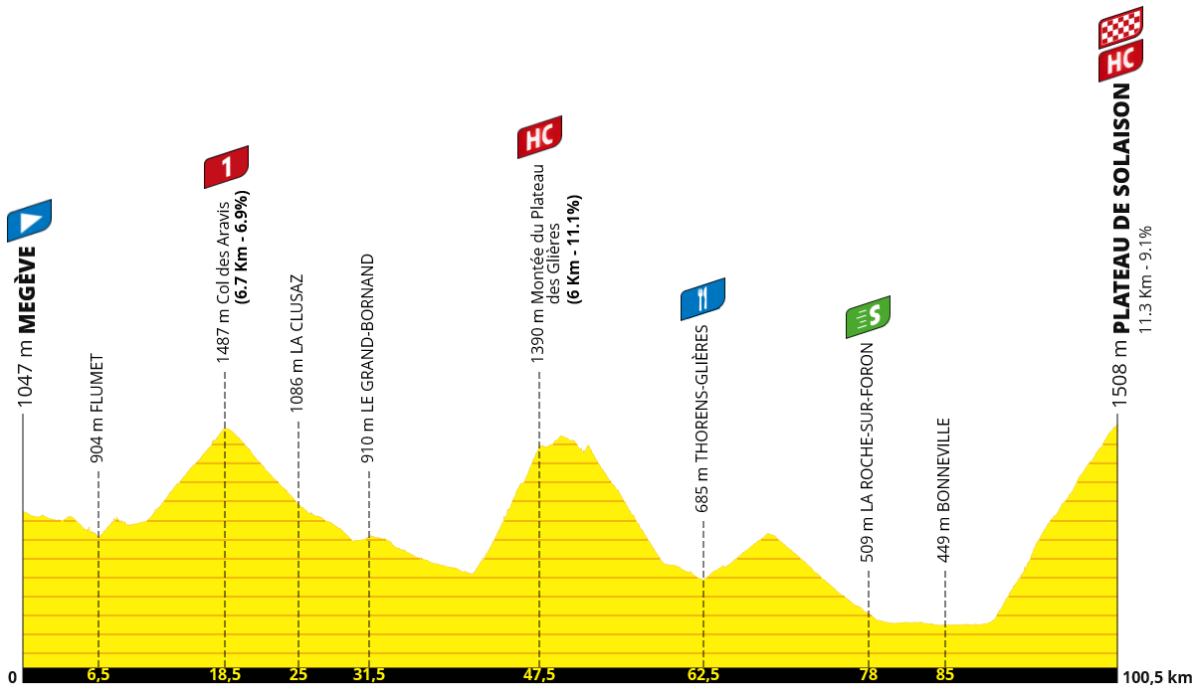 1047 m MEGÈVE
904 m FLUMET
1
1487 m Col des Aravis
(6.7 Km - 6.9%)
1086 m LA CLUSAZ
910 m LE GRAND-BORNAND
HC
1390 m Montée du Plateau
des Glières
(6 Km - 11.1%)
685 m THORENS-GLIÈRES
S
509 m LA ROCHE-SUR-FORON
449 m BONNEVILLE
HC
1508 m PLATEAU DE SOLAISON
11.3 Km - 9.1%
0 6,5 18,5 25 31,5 47,5 62,5 78 85 100,5 km